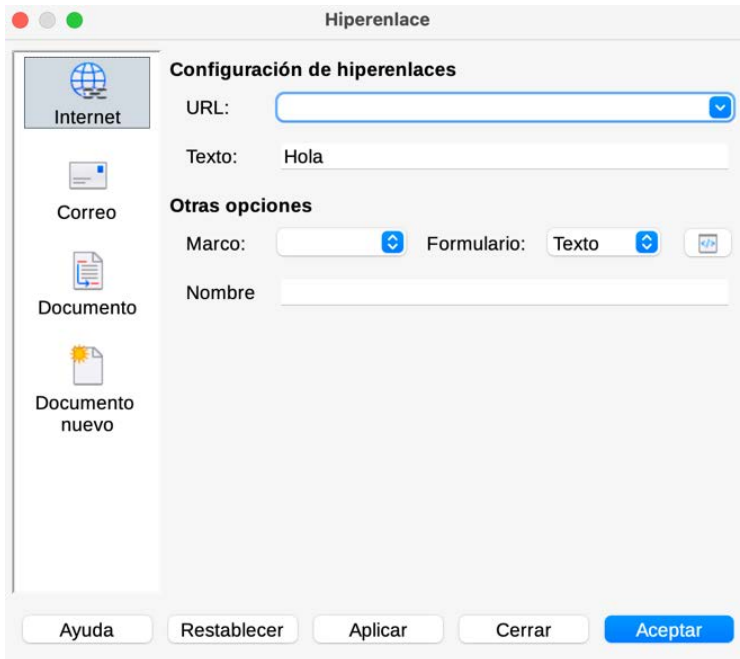 Hiperenlace
Internet
Correo
Documento
Documento
nuevo
Configuración de hiperenlaces
URL:
Texto: Hola
Otras opciones
Marco: Formulario: Texto
Nombre
Ayuda Restablecer Aplicar Cerrar Aceptar